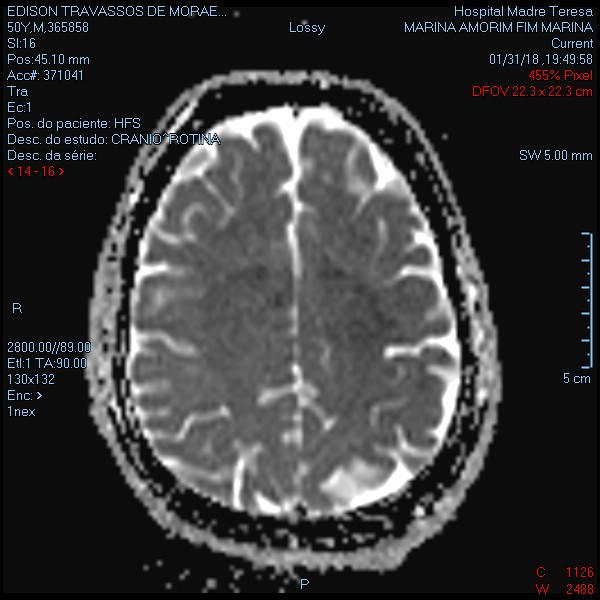 EDISON TRAVASSOS DE MORAE...
50Y,M,365858
Sl:16
Pos:45.10 mm
Acc#: 371041
Tra
Ec:1
Pos. do paciente: HFS
Desc. do estudo: CRANIO^ROTINA
Desc. da série:
< 14 - 16 >
Lossy
Hospital Madre Teresa
MARINA AMORIM FIM MARINA
Current
01/31/18 ,19:49:58
455% Pixel
DFOV 22.3 x 22.3 cm
SW 5.00 mm
R
2800.00//89.00
Etl:1 TA:90.00
130x132
Enc: >
1nex
5 cm
P
C 1126
W 2488